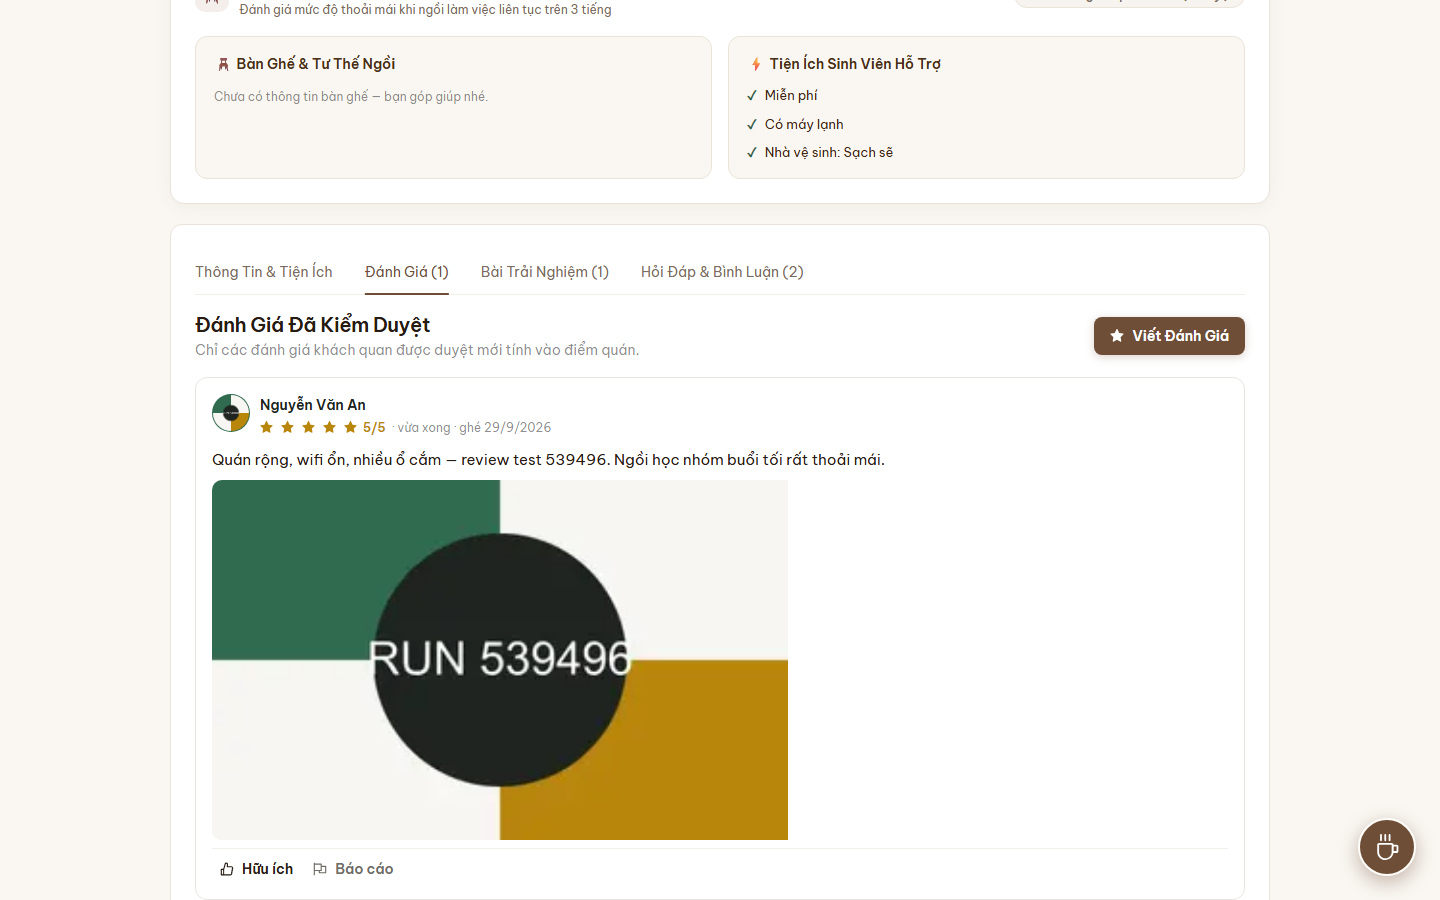 Đánh giá mức độ thoải mái khi ngồi làm việc liên tục trên 3 tiếng
Bàn Ghế & Tư Thế Ngồi
Chưa có thông tin bàn ghế — bạn góp giúp nhé.
Tiện Ích Sinh Viên Hỗ Trợ
Miễn phí
Có máy lạnh
Nhà vệ sinh: Sạch sẽ
Thông Tin & Tiện Ích
Đánh Giá (1)
Bài Trải Nghiệm (1)
Hỏi Đáp & Bình Luận (2)
Đánh Giá Đã Kiểm Duyệt
Chỉ các đánh giá khách quan được duyệt mới tính vào điểm quán.
Viết Đánh Giá
Nguyễn Văn An
5/5 · vừa xong · ghé 29/9/2026
Quán rộng, wifi ổn, nhiều ổ cắm — review test 539496. Ngồi học nhóm buổi tối rất thoải mái.
RUN 539496
Hữu ích
Báo cáo